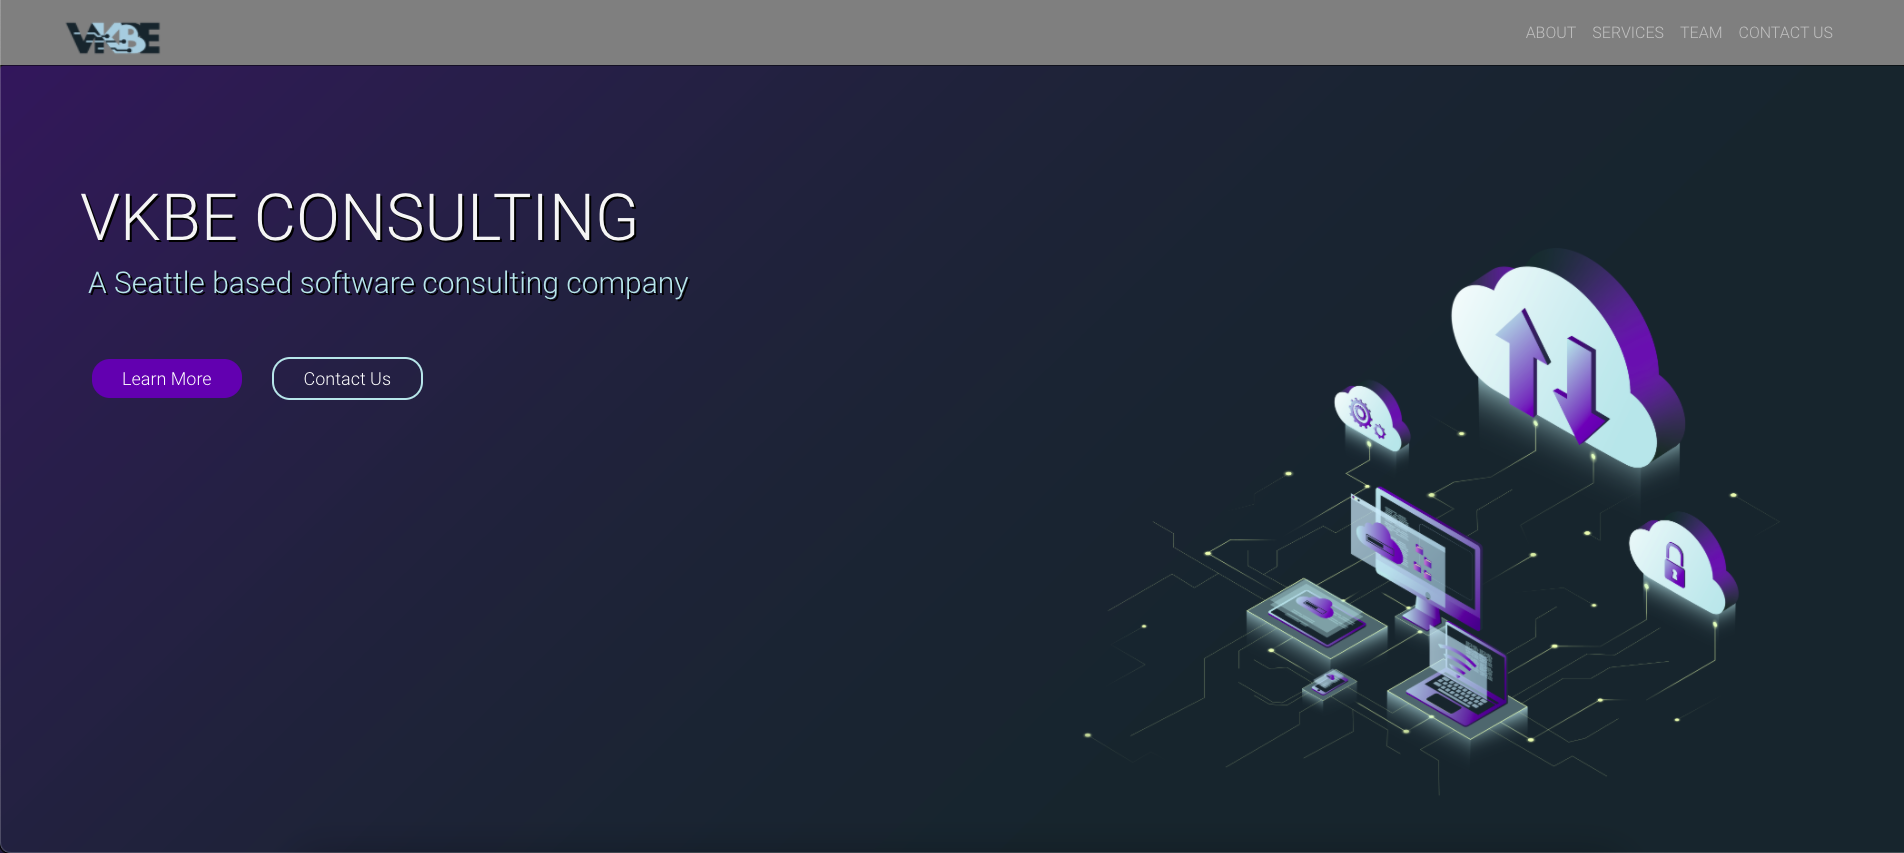 VKBE
ABOUT SERVICES TEAM CONTACT US
VKBE CONSULTING
A Seattle based software consulting company
Learn More Contact Us